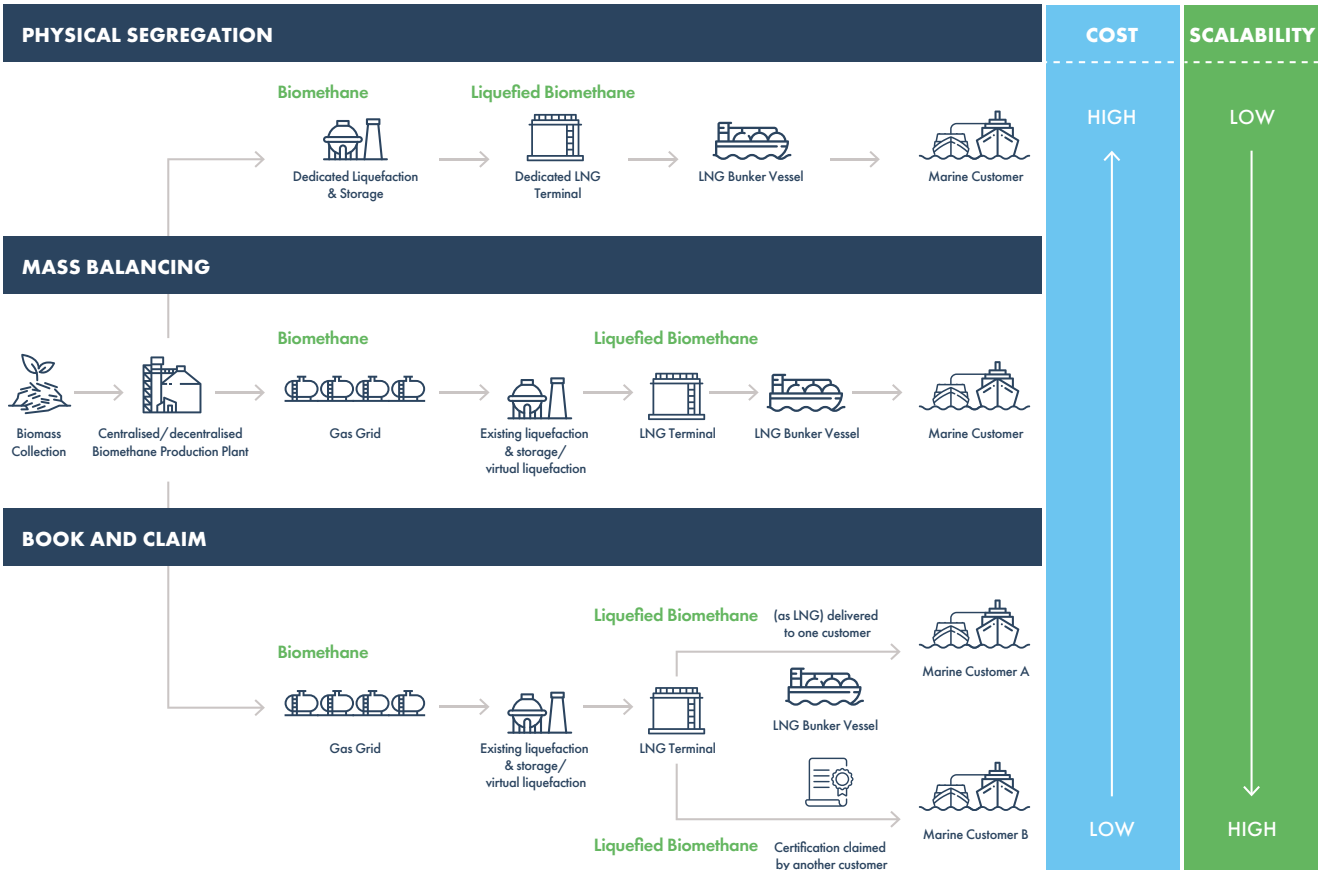 PHYSICAL SEGREGATION
COST
SCALABILITY
Biomethane
Liquefied Biomethane
HIGH
LOW
Dedicated Liquefaction
& Storage
Dedicated LNG
Terminal
LNG Bunker Vessel
Marine Customer
MASS BALANCING
Biomethane
Liquefied Biomethane
Biomass
Collection
Centralised/decentralised
Biomethane Production Plant
Gas Grid
Existing liquefaction
& storage/
virtual liquefaction
LNG Terminal
LNG Bunker Vessel
Marine Customer
BOOK AND CLAIM
Liquefied Biomethane
(as LNG) delivered
to one customer
Biomethane
Marine Customer A
LNG Bunker Vessel
Gas Grid
Existing liquefaction
& storage/
virtual liquefaction
LNG Terminal
Marine Customer B
LOW
HIGH
Liquefied Biomethane
Certification claimed
by another customer